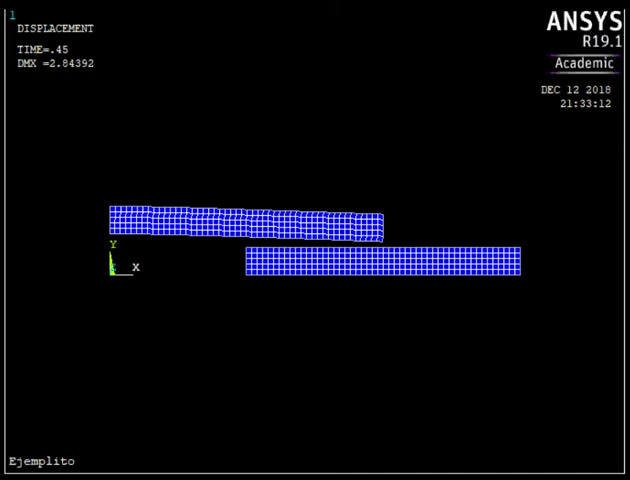 1
DISPLACEMENT
TIME=.45
DMX =2.84392
ANSYS
R19.1
Academic
DEC 12 2018
21:33:12
Y
X
Ejemplito